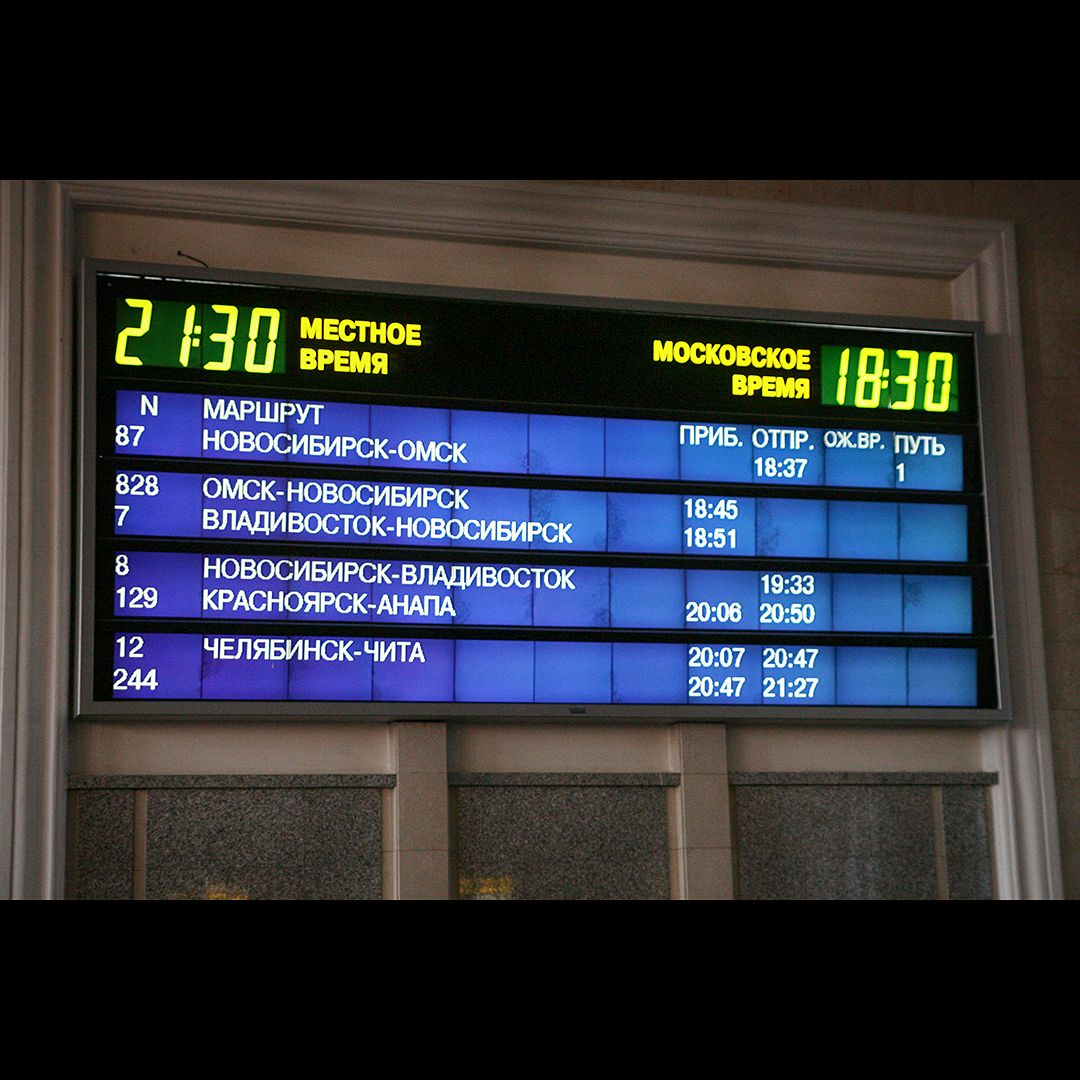 21:30 МЕСТНОЕ ВРЕМЯ
МОСКОВСКОЕ ВРЕМЯ 18:30
N МАРШРУТ ПРИБ. ОТПР. ОЖ.ВР. ПУТЬ
87 НОВОСИБИРСК-ОМСК 18:37 1
828 ОМСК-НОВОСИБИРСК 18:45
7 ВЛАДИВОСТОК-НОВОСИБИРСК 18:51
8 НОВОСИБИРСК-ВЛАДИВОСТОК 19:33
129 КРАСНОЯРСК-АНАПА 20:06 20:50
12 ЧЕЛЯБИНСК-ЧИТА 20:07 20:47
244 20:47 21:27